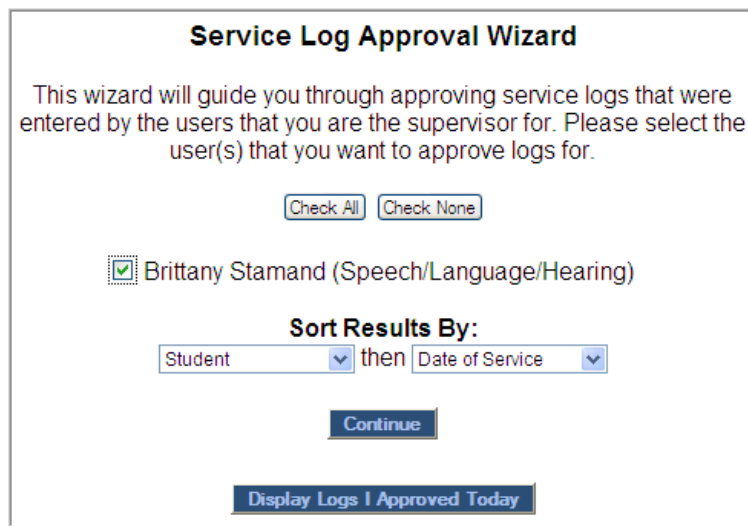 Service Log Approval Wizard
This wizard will guide you through approving service logs that were
entered by the users that you are the supervisor for. Please select the
user(s) that you want to approve logs for.
Check All Check None
Brittany Stamand (Speech/Language/Hearing)
Sort Results By:
Student then Date of Service
Continue
Display Logs I Approved Today